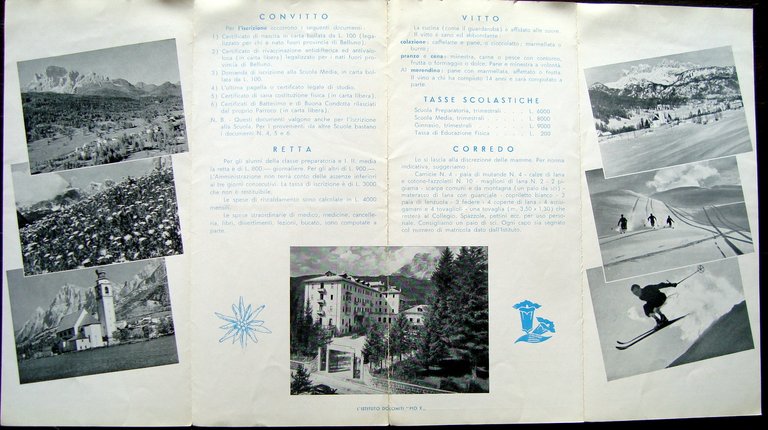 CONVITTO
Per l'iscrizione occorrono i seguenti documenti:
1) Certificato di nascita in carta bollata da L. 100 (lega-
lizzato per chi è nato fuori provincia di Belluno).
2) Certificato di rivaccinazione antidifterica ed antivaio-
losa (in carta libera) legalizzato per i nati fuori pro-
vincia di Belluno.
3) Domanda di iscrizione alla Scuola Media, in carta bol-
lata da L. 100.
4) L'ultima pagella o certificato legale di studio.
5) Certificato di sana costituzione fisica (in carta libera).
6) Certificati di Battesimo e di Buona Condotta rilasciati
dal proprio Parroco (in carta libera).
N. B. - Questi documenti valgono anche per l'iscrizione
alla Scuola. Per i provenienti da altre Scuole bastano
i documenti N. 4, 5 e 6.
RETTA
Per gli alunni della classe preparatoria e I. II. media
la retta è di L. 800.— giornaliere. Per gli altri di L. 900.—.
L'Amministrazione non terrà conto delle assenze inferiori
ai tre giorni consecutivi. La tassa di iscrizione è di L. 3000
che non è restituibile.
Le spese di riscaldamento sono calcolate in L. 4000
mensili.
Le spese straordinarie di medico, medicine, cancelle-
ria, libri, divertimenti, lezioni, bucato, sono computate a
parte.
VITTO
La cucina (come il guardaroba) è affidato alle suore.
Il vitto è sano ed abbondante:
colazione: caffelatte e pane, o cioccolato; marmellata o
burro;
pranzo e cena: minestra, carne o pesce con contorno,
frutta o formaggio o dolce. Pane e minestra a volontà.
Al merendino: pane con marmellata, affettato o frutta.
Il vino a chi ha compiuto 14 anni e sarà computato a
parte.
TASSE SCOLASTICHE
Scuola Preparatoria, trimestrali . . . . L. 6000
Scuola Media, trimestrali . . . . L. 8000
Ginnasio, trimestrali . . . . L. 9000
Tassa di Educazione Fisica . . . . L. 200
CORREDO
Lo si lascia alla discrezione delle mamme. Per norma
indicativa, suggeriamo:
Camicie N. 4 - paia di mutande N. 4 - calze di lana
e cotone-fazzoletti N. 10 - maglioni di lana N. 2 - 2 pi-
giama - scarpe comuni e da montagna (un paio da sci) -
materasso di lana con guanciale - copriletto bianco - 3
paia di lenzuola - 3 federe - 4 coperte di lana - 4 asciu-
gamani e 4 tovaglioli - una tovaglia (m. 3,50 × 1,30) che
resterà al Collegio. Spazzole, pettini ecc. per uso perso-
nale. Consigliamo un paio di sci. Ogni capo sia segnato
col numero di matricola dato dall'Istituto.
L'ISTITUTO DOLOMITI "PIO X„